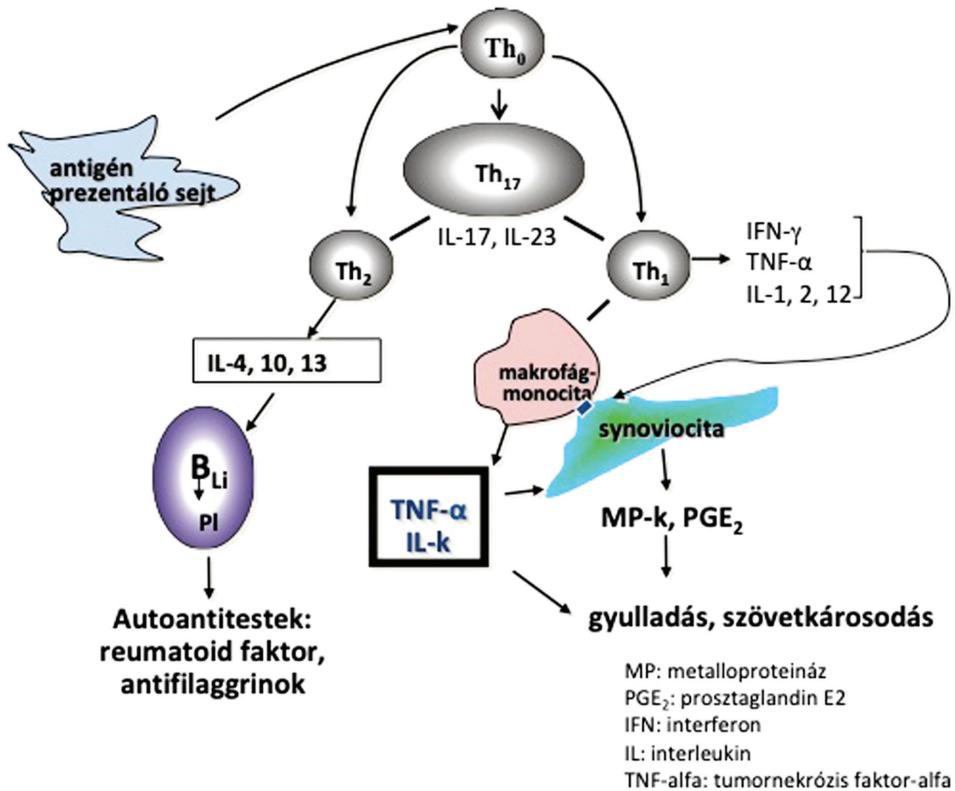 Th₀
antigén
prezentáló sejt
Th₁₇
IL-17, IL-23
Th₂
Th₁
IFN-γ
TNF-α
IL-1, 2, 12
IL-4, 10, 13
makrofág-
monocita
synoviocita
B_Li
Pl
TNF-α
IL-k
MP-k, PGE₂
Autoantitestek:
reumatoid faktor,
antifilaggrinok
gyulladás, szövetkárosodás
MP: metalloproteináz
PGE₂: prosztaglandin E2
IFN: interferon
IL: interleukin
TNF-alfa: tumornekrózis faktor-alfa